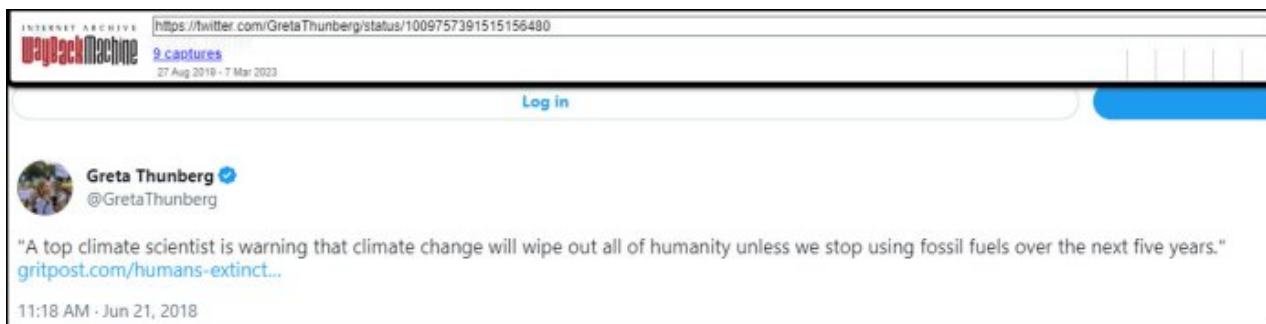 INTERNET ARCHIVE
WayBackMachine
https://twitter.com/GretaThunberg/status/1009757391515156480
9 captures
27 Aug 2019 - 7 Mar 2023
Log in
Greta Thunberg
@GretaThunberg
"A top climate scientist is warning that climate change will wipe out all of humanity unless we stop using fossil fuels over the next five years."
gritpost.com/humans-extinct...
11:18 AM · Jun 21, 2018